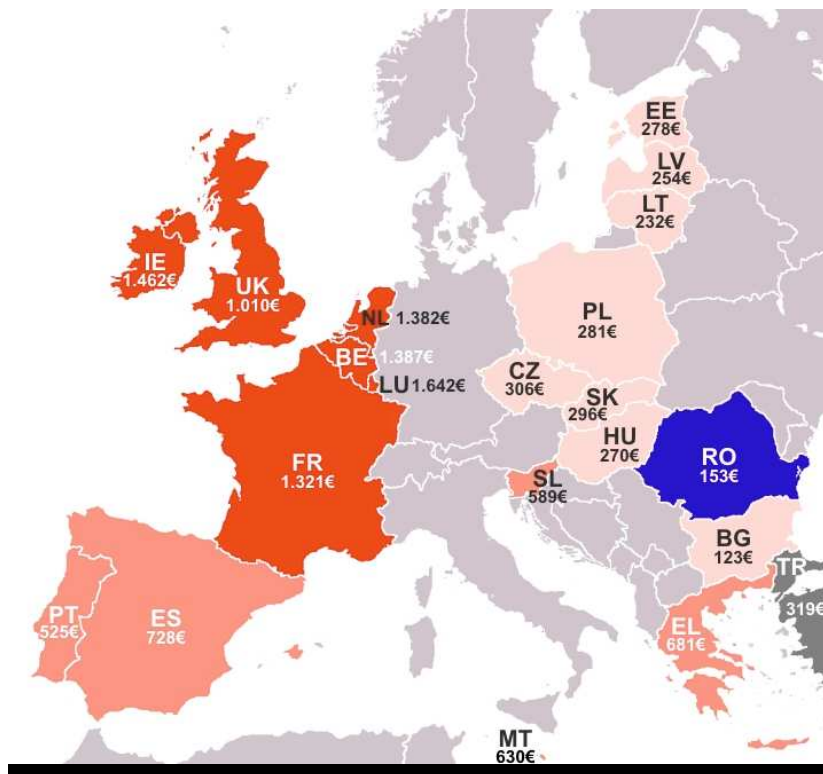 EE
278€
LV
254€
LT
232€
IE
1.462€
UK
1.010€
NL 1.382€
PL
281€
BE 1.387€
CZ
306€
LU 1.642€
SK
296€
HU
270€
RO
153€
FR
1.321€
SL
589€
BG
123€
TR
319€
PT
525€
ES
728€
EL
681€
MT
630€